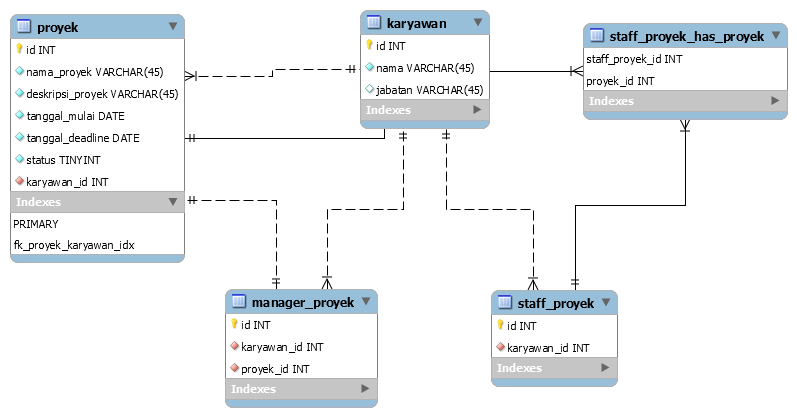 proyek
id INT
nama_proyek VARCHAR(45)
deskripsi_proyek VARCHAR(45)
tanggal_mulai DATE
tanggal_deadline DATE
status TINYINT
karyawan_id INT
Indexes
PRIMARY
fk_proyek_karyawan_idx
karyawan
id INT
nama VARCHAR(45)
jabatan VARCHAR(45)
Indexes
staff_proyek_has_proyek
staff_proyek_id INT
proyek_id INT
Indexes
manager_proyek
id INT
karyawan_id INT
proyek_id INT
Indexes
staff_proyek
id INT
karyawan_id INT
Indexes